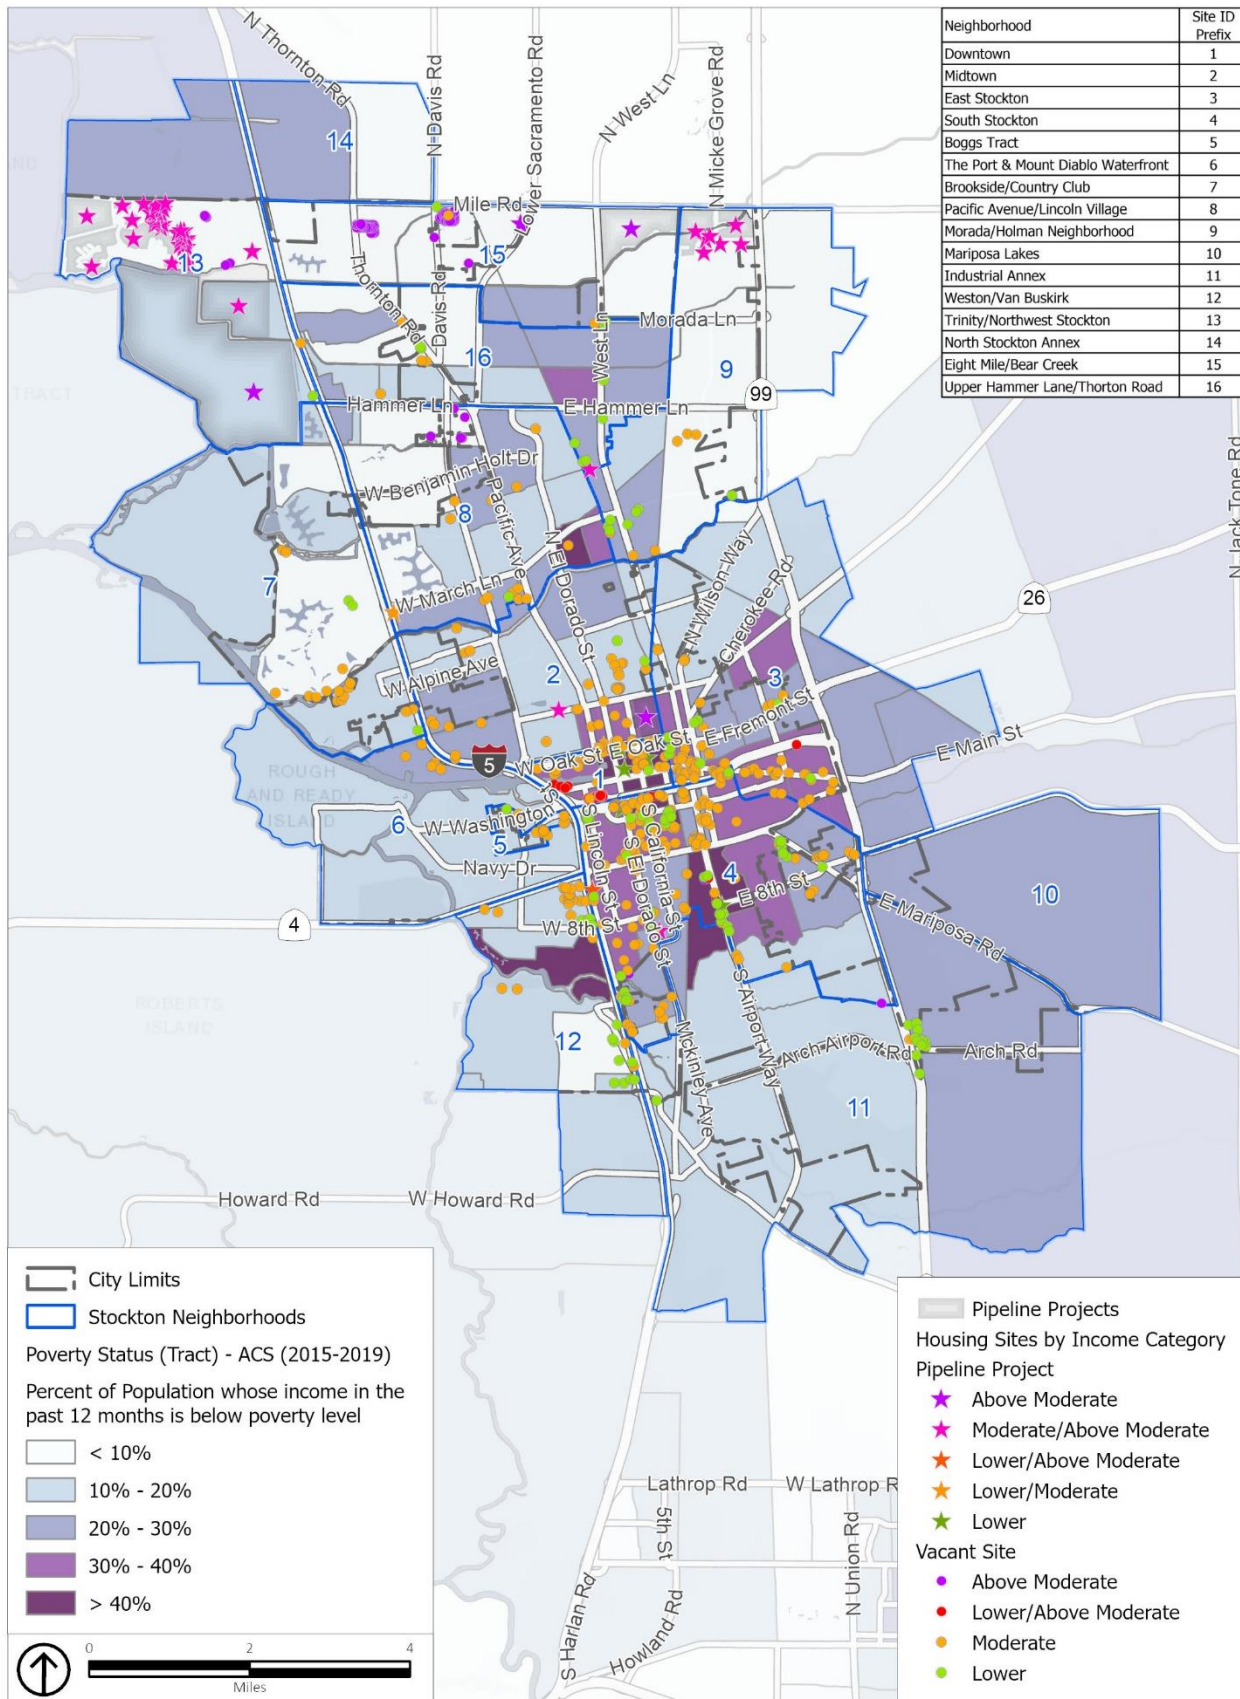 Neighborhood Site ID Prefix
Downtown 1
Midtown 2
East Stockton 3
South Stockton 4
Boggs Tract 5
The Port & Mount Diablo Waterfront 6
Brookside/Country Club 7
Pacific Avenue/Lincoln Village 8
Morada/Holman Neighborhood 9
Mariposa Lakes 10
Industrial Annex 11
Weston/Van Buskirk 12
Trinity/Northwest Stockton 13
North Stockton Annex 14
Eight Mile/Bear Creek 15
Upper Hammer Lane/Thorton Road 16
N Thornton Rd
N Davis Rd
Lower Sacramento Rd
N West Ln
N Micke Grove Rd
14
Mile Rd
15
13
Thornton Rd
Davis Rd
16
West Ln
Morada Ln
9
99
TRACT
Hammer Ln
E Hammer Ln
W Benjamin Holt Dr
8
Pacific Ave
N El Dorado St
N Jack Tone Rd
7
W March Ln
N Wilson Way
Cherokee Rd
26
2
3
W Alpine Ave
E Fremont St
E Main St
W Oak St
E Oak St
5
1
ROUGH
AND READY
ISLAND
6
W Washington St
5
S Lincoln St
S California St
S El Dorado St
Navy Dr
4
E 8th St
10
4
W 8th St
E Mariposa Rd
ROBERTS
ISLAND
12
S Airport Way
Mckinley Ave
Arch Airport Rd
Arch Rd
11
Howard Rd
W Howard Rd
Lathrop Rd
W Lathrop R
5th St
N Union Rd
S Harlan Rd
Howland Rd
City Limits
Stockton Neighborhoods
Poverty Status (Tract) - ACS (2015-2019)
Percent of Population whose income in the
past 12 months is below poverty level
< 10%
10% - 20%
20% - 30%
30% - 40%
> 40%
0 2 4
Miles
Pipeline Projects
Housing Sites by Income Category
Pipeline Project
Above Moderate
Moderate/Above Moderate
Lower/Above Moderate
Lower/Moderate
Lower
Vacant Site
Above Moderate
Lower/Above Moderate
Moderate
Lower